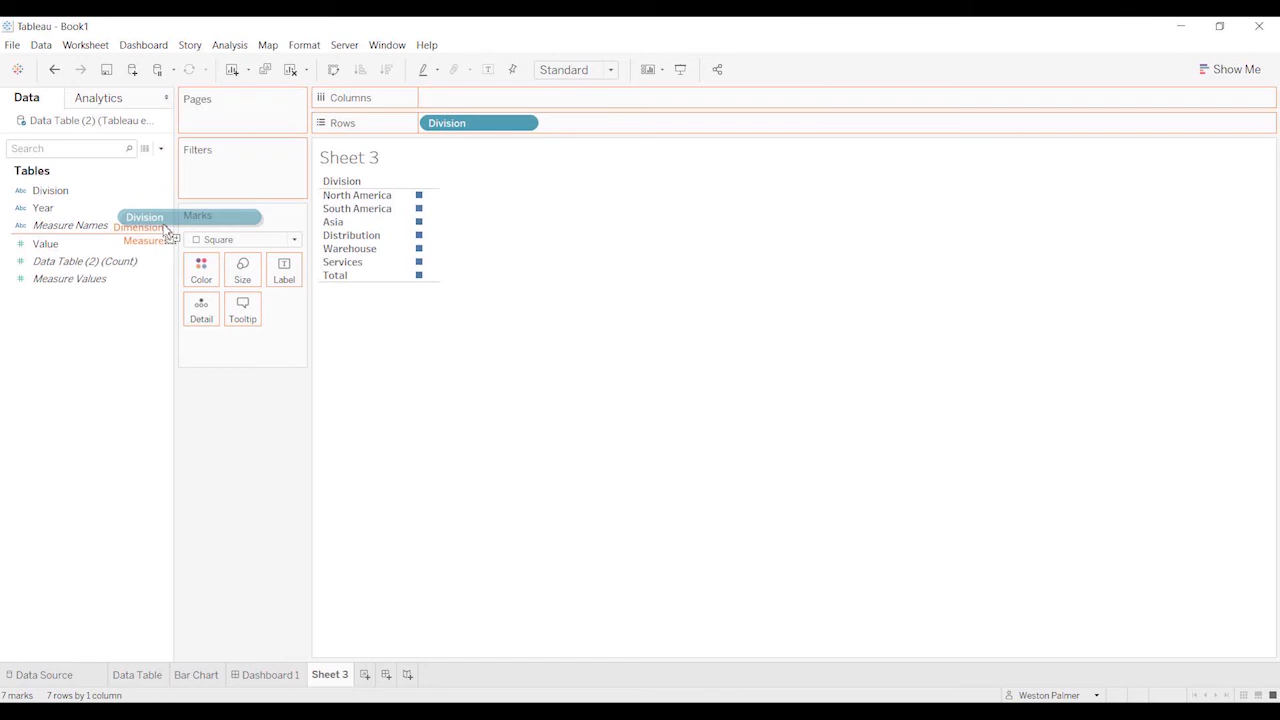 Tableau - Book1
File Data Worksheet Dashboard Story Analysis Map Format Server Window Help
Standard
Show Me
Data Analytics
Pages
Columns
Data Table (2) (Tableau e...
Rows
Division
Search
Filters
Tables
Sheet 3
Division
Year
Measure Names
Value
Data Table (2) (Count)
Measure Values
Division
Dimension
Measures
Marks
Square
Color Size Label
Detail Tooltip
Division
North America
South America
Asia
Distribution
Warehouse
Services
Total
Data Source Data Table Bar Chart Dashboard 1 Sheet 3
7 marks 7 rows by 1 column
Weston Palmer